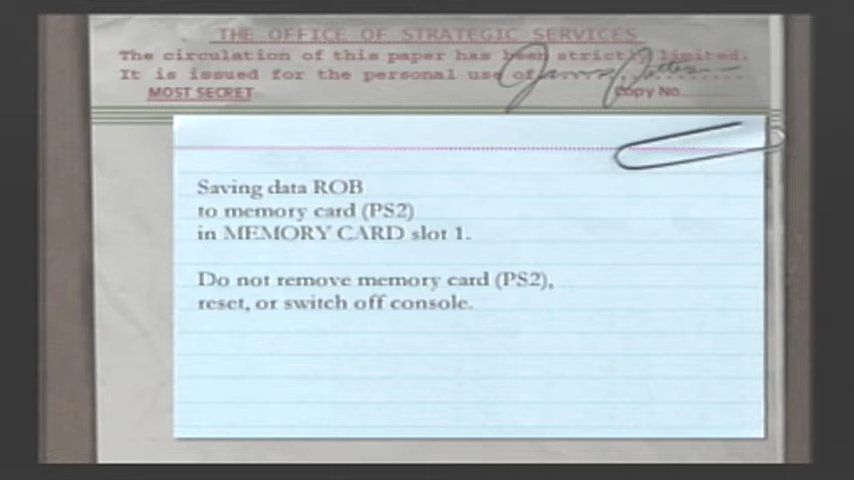 THE OFFICE OF STRATEGIC SERVICES
The circulation of this paper has been strictly limited.
It is issued for the personal use of
MOST SECRET
Copy No
Saving data ROB
to memory card (PS2)
in MEMORY CARD slot 1.
Do not remove memory card (PS2),
reset, or switch off console.